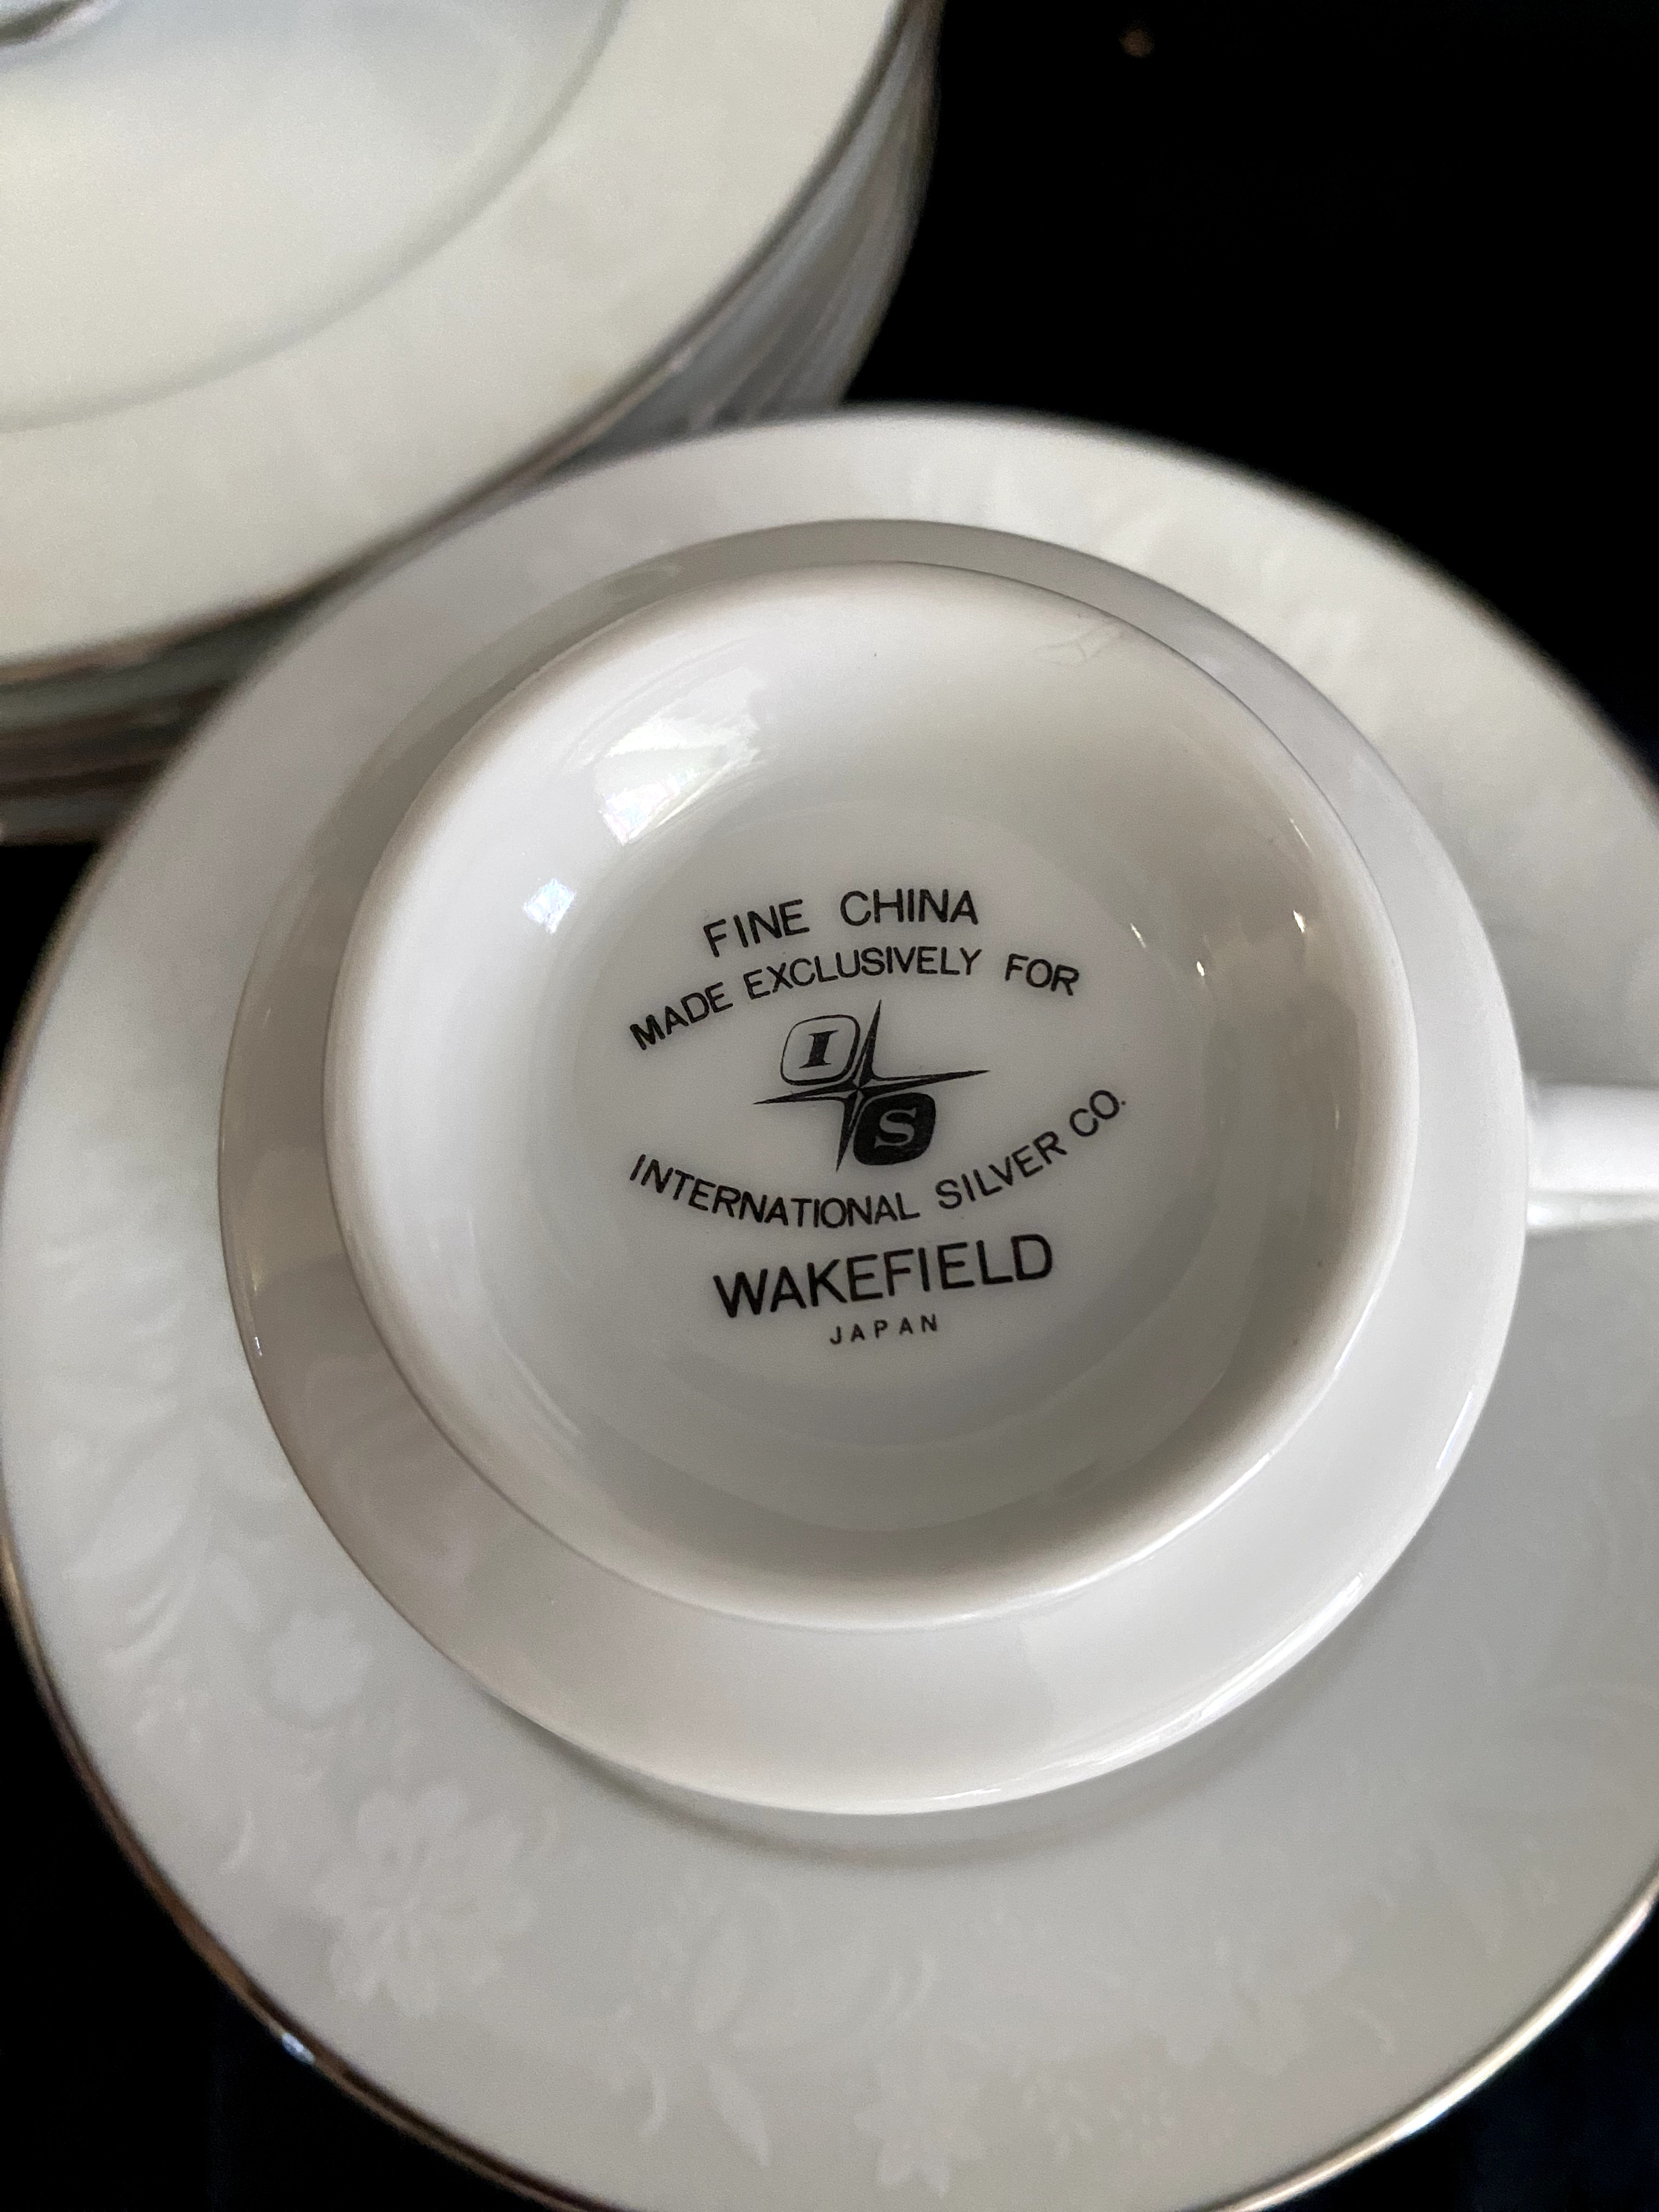 FINE CHINA
MADE EXCLUSIVELY FOR
I
S
INTERNATIONAL SILVER CO.
WAKEFIELD
JAPAN